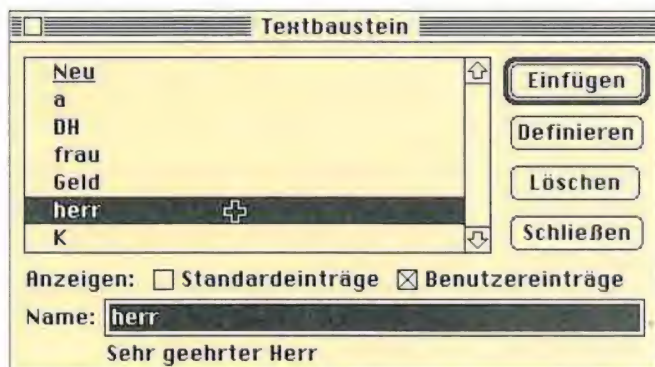 Textbaustein
Neu
a
DH
frau
Geld
herr
K
Einfügen
Definieren
Löschen
Schließen
Anzeigen: Standardeinträge Benutzereinträge
Name: herr
Sehr geehrter Herr